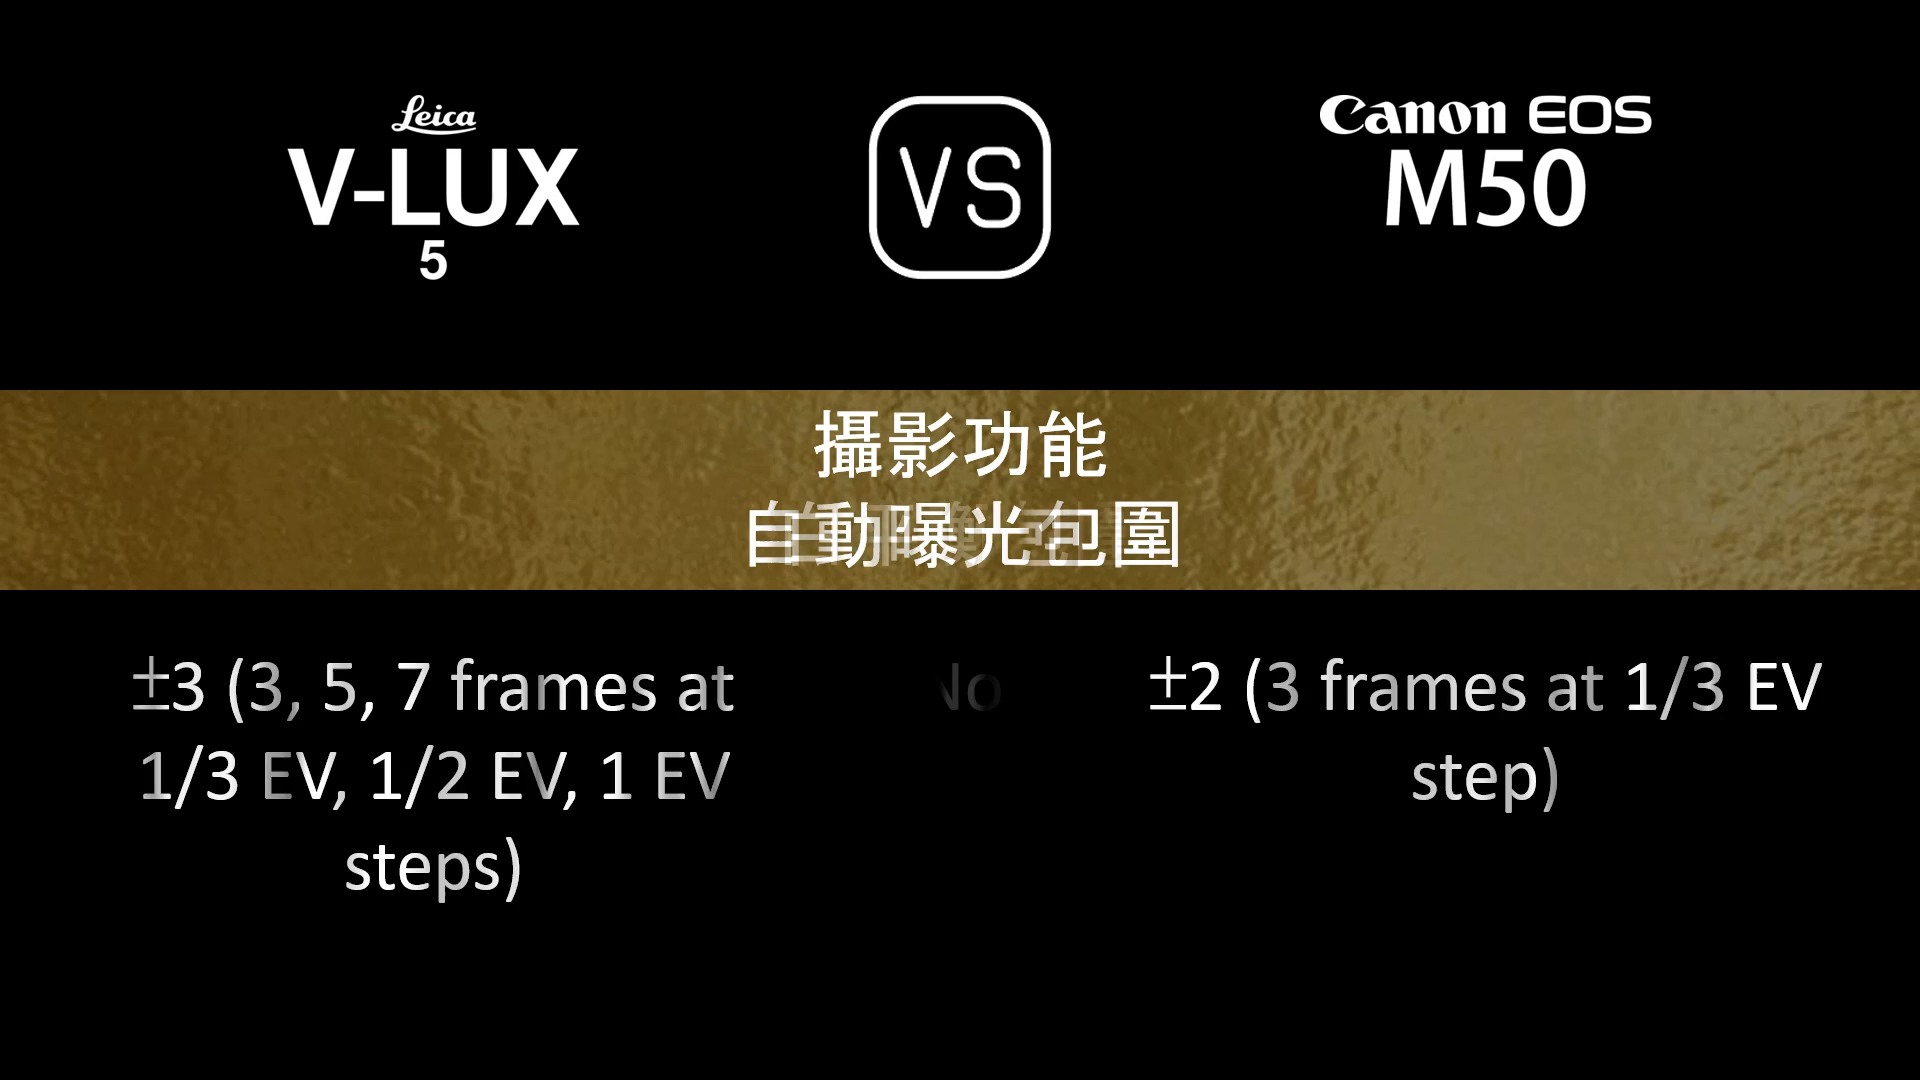 Leica
V-LUX
5
VS
Canon EOS
M50
攝影功能
自動曝光包圍
±3 (3, 5, 7 frames at
1/3 EV, 1/2 EV, 1 EV
steps)
No
±2 (3 frames at 1/3 EV
step)